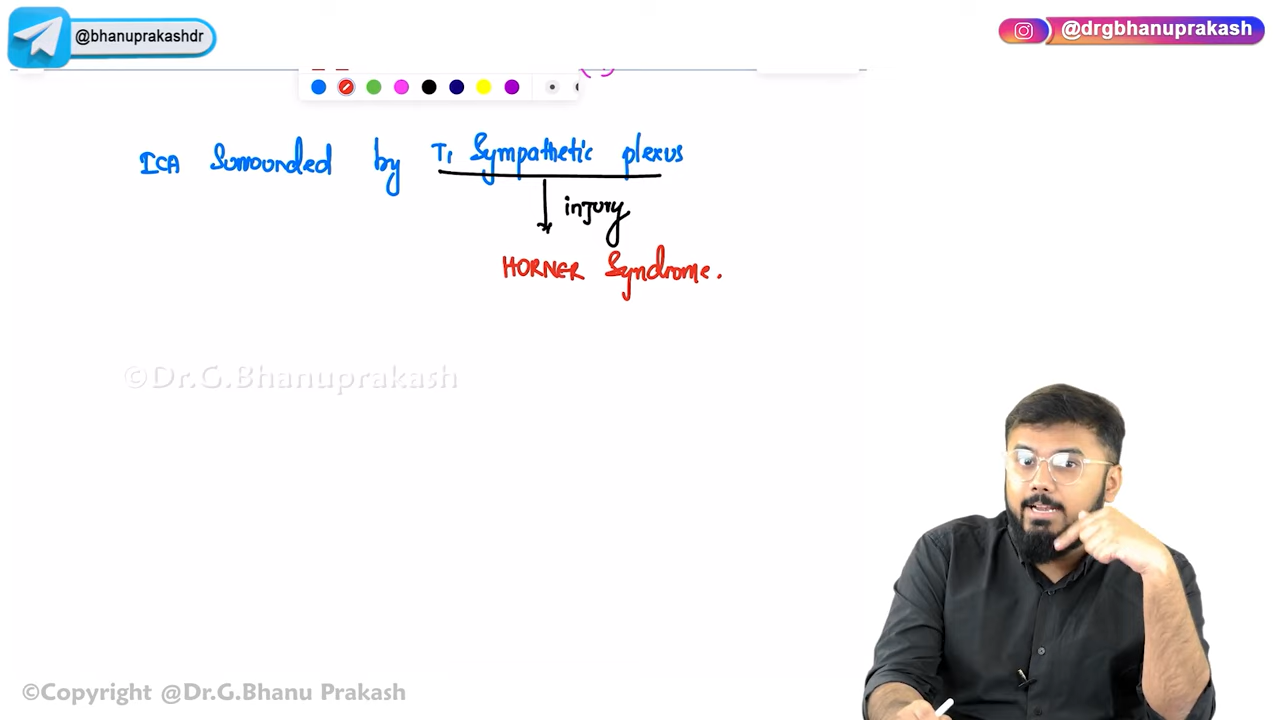 @bhanuprakashdr
@drgbhanuprakash
ICA Surrounded by T1 Sympathetic plexus
injury
HORNER Syndrome.
©Dr.G.Bhanuprakash
©Copyright @Dr.G.Bhanu Prakash